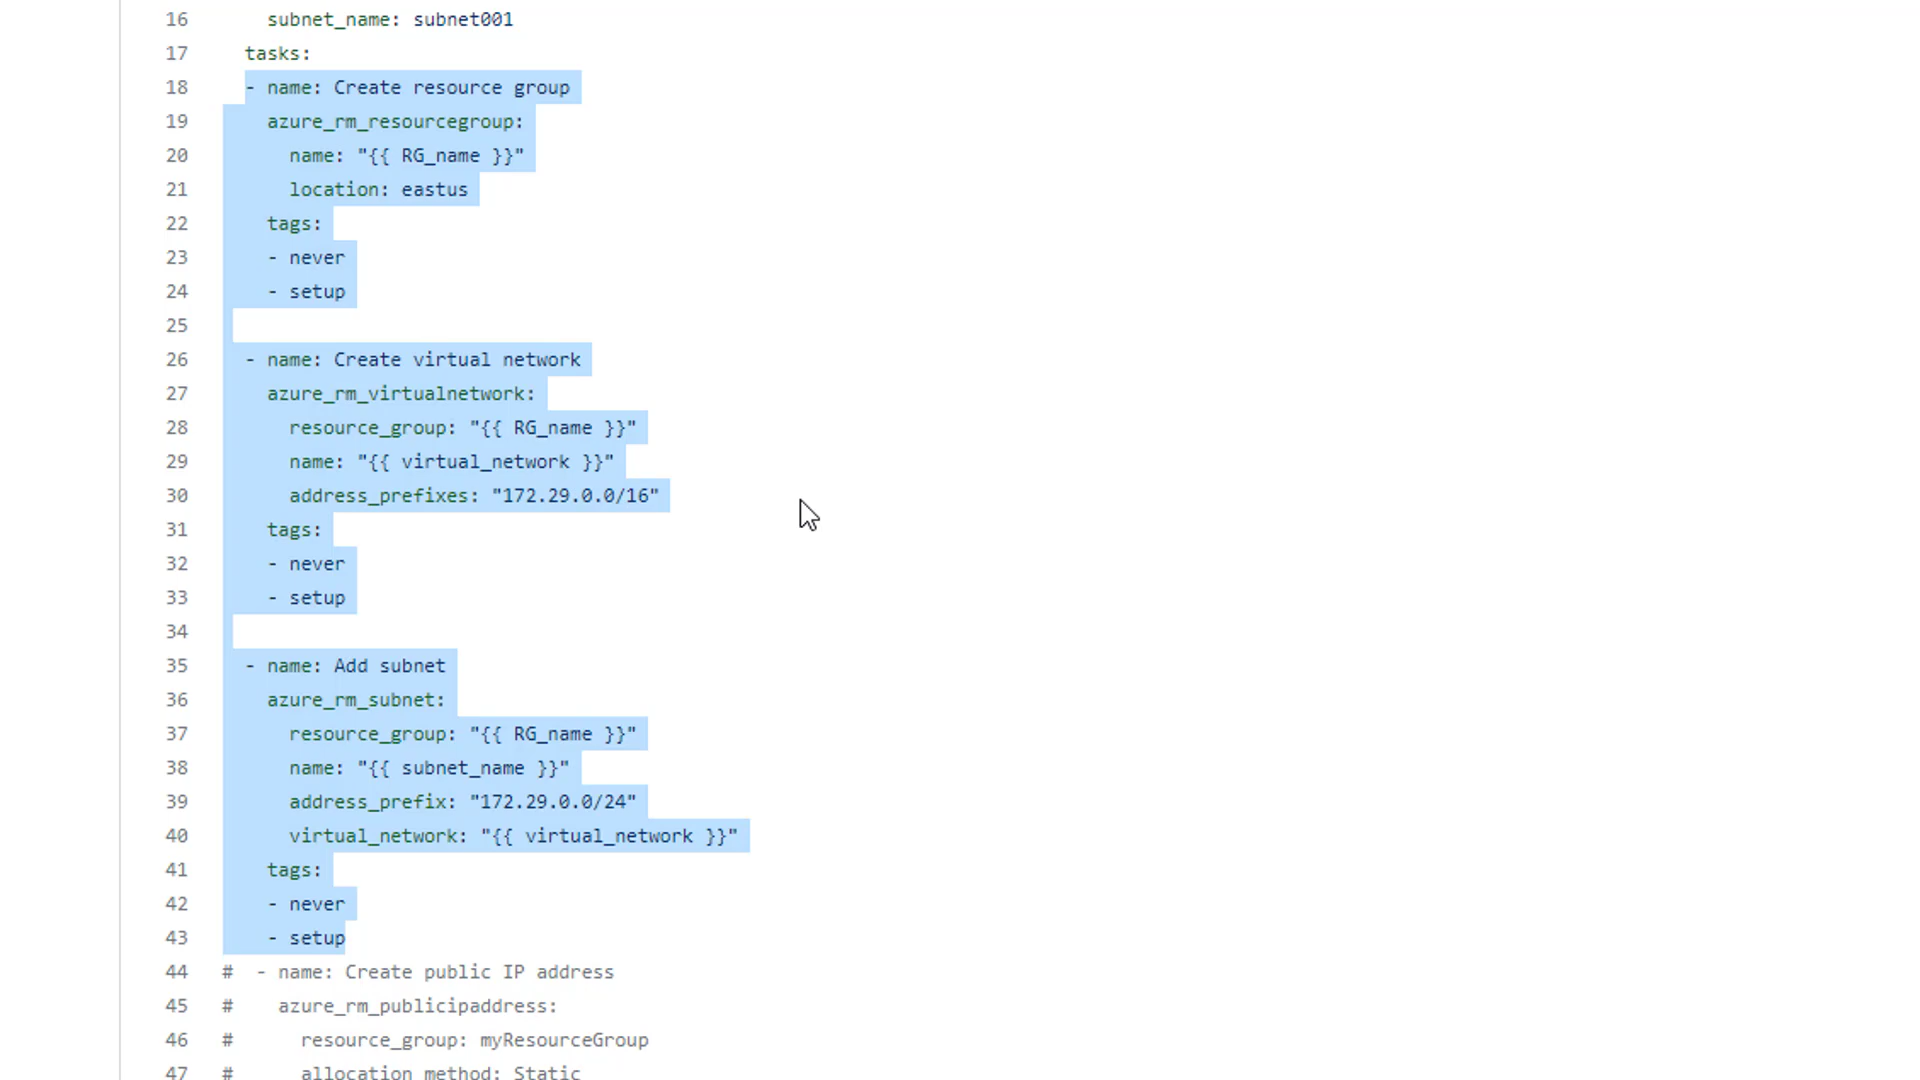 16 subnet_name: subnet001
17 tasks:
18 - name: Create resource group
19 azure_rm_resourcegroup:
20 name: "{{ RG_name }}"
21 location: eastus
22 tags:
23 - never
24 - setup
25
26 - name: Create virtual network
27 azure_rm_virtualnetwork:
28 resource_group: "{{ RG_name }}"
29 name: "{{ virtual_network }}"
30 address_prefixes: "172.29.0.0/16"
31 tags:
32 - never
33 - setup
34
35 - name: Add subnet
36 azure_rm_subnet:
37 resource_group: "{{ RG_name }}"
38 name: "{{ subnet_name }}"
39 address_prefix: "172.29.0.0/24"
40 virtual_network: "{{ virtual_network }}"
41 tags:
42 - never
43 - setup
44 # - name: Create public IP address
45 # azure_rm_publicipaddress:
46 # resource_group: myResourceGroup
47 # allocation_method: Static